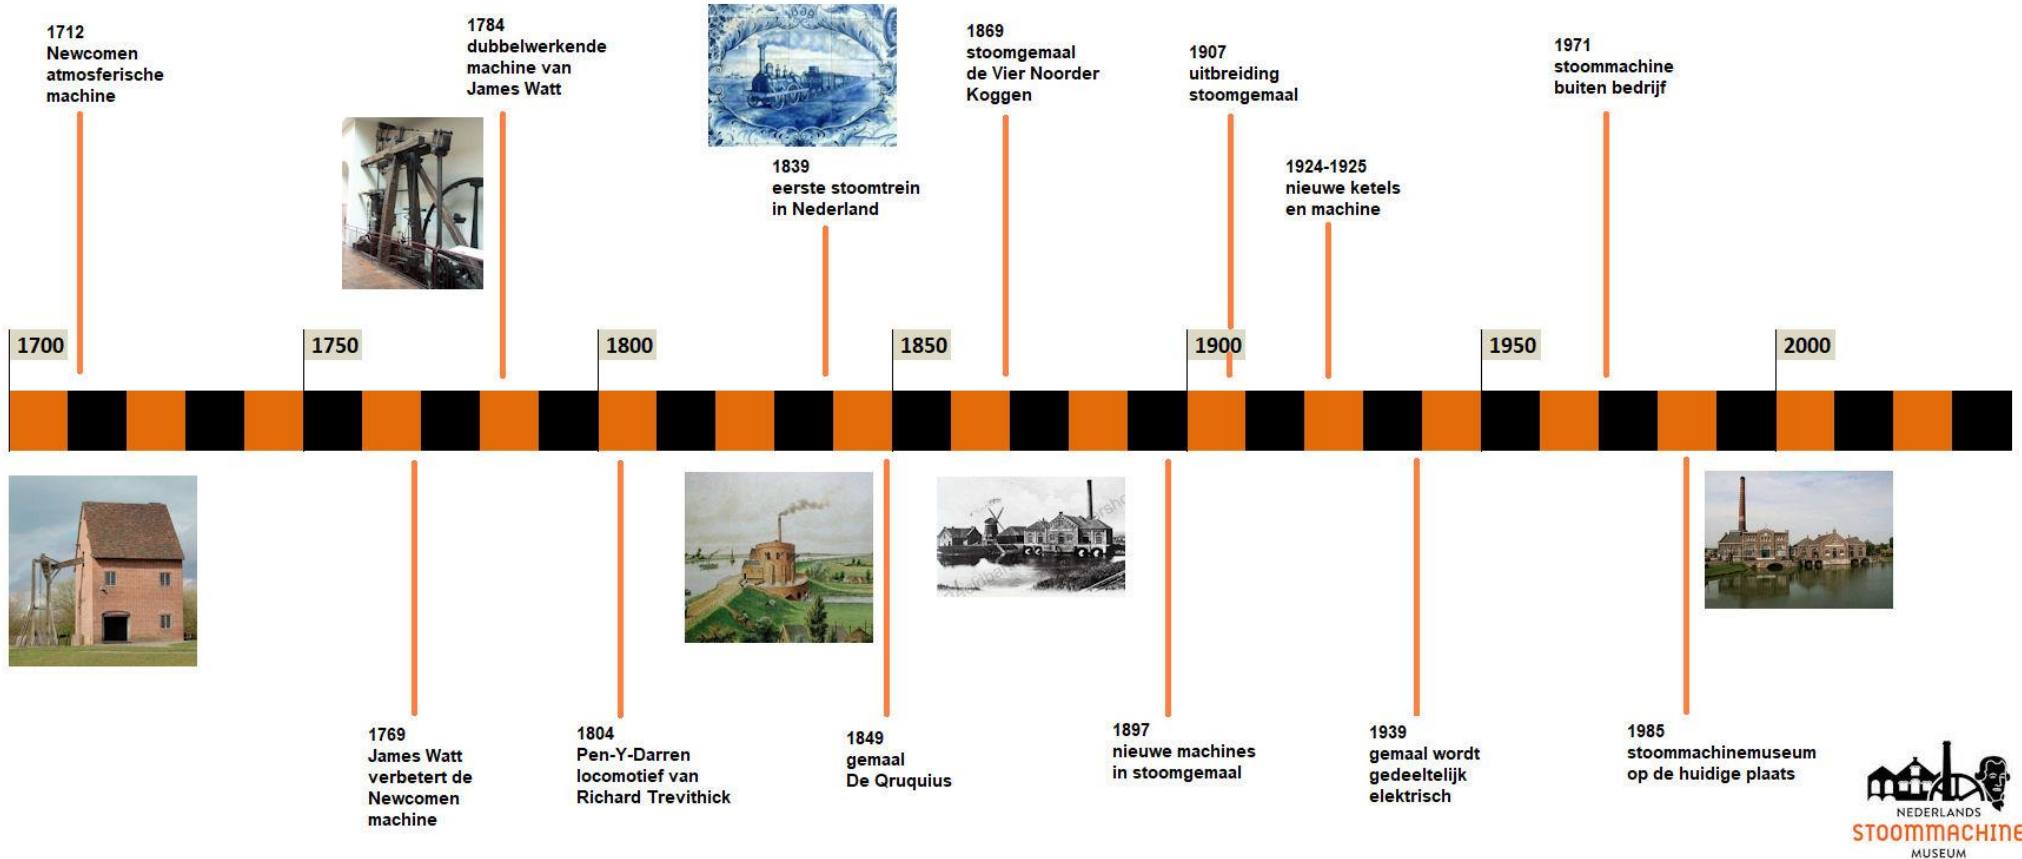 1712
Newcomen
atmosferische
machine
1784
dubbelwerkende
machine van
James Watt
1839
eerste stoomtrein
in Nederland
1869
stoomgemaal
de Vier Noorder
Koggen
1907
uitbreiding
stoomgemaal
1924-1925
nieuwe ketels
en machine
1971
stoommachine
buiten bedrijf
1700
1750
1800
1850
1900
1950
2000
1769
James Watt
verbetert de
Newcomen
machine
1804
Pen-Y-Darren
locomotief van
Richard Trevithick
1849
gemaal
De Qruquius
1897
nieuwe machines
in stoomgemaal
1939
gemaal wordt
gedeeltelijk
elektrisch
1985
stoommachinemuseum
op de huidige plaats
NEDERLANDS
STOOMMACHINE
MUSEUM